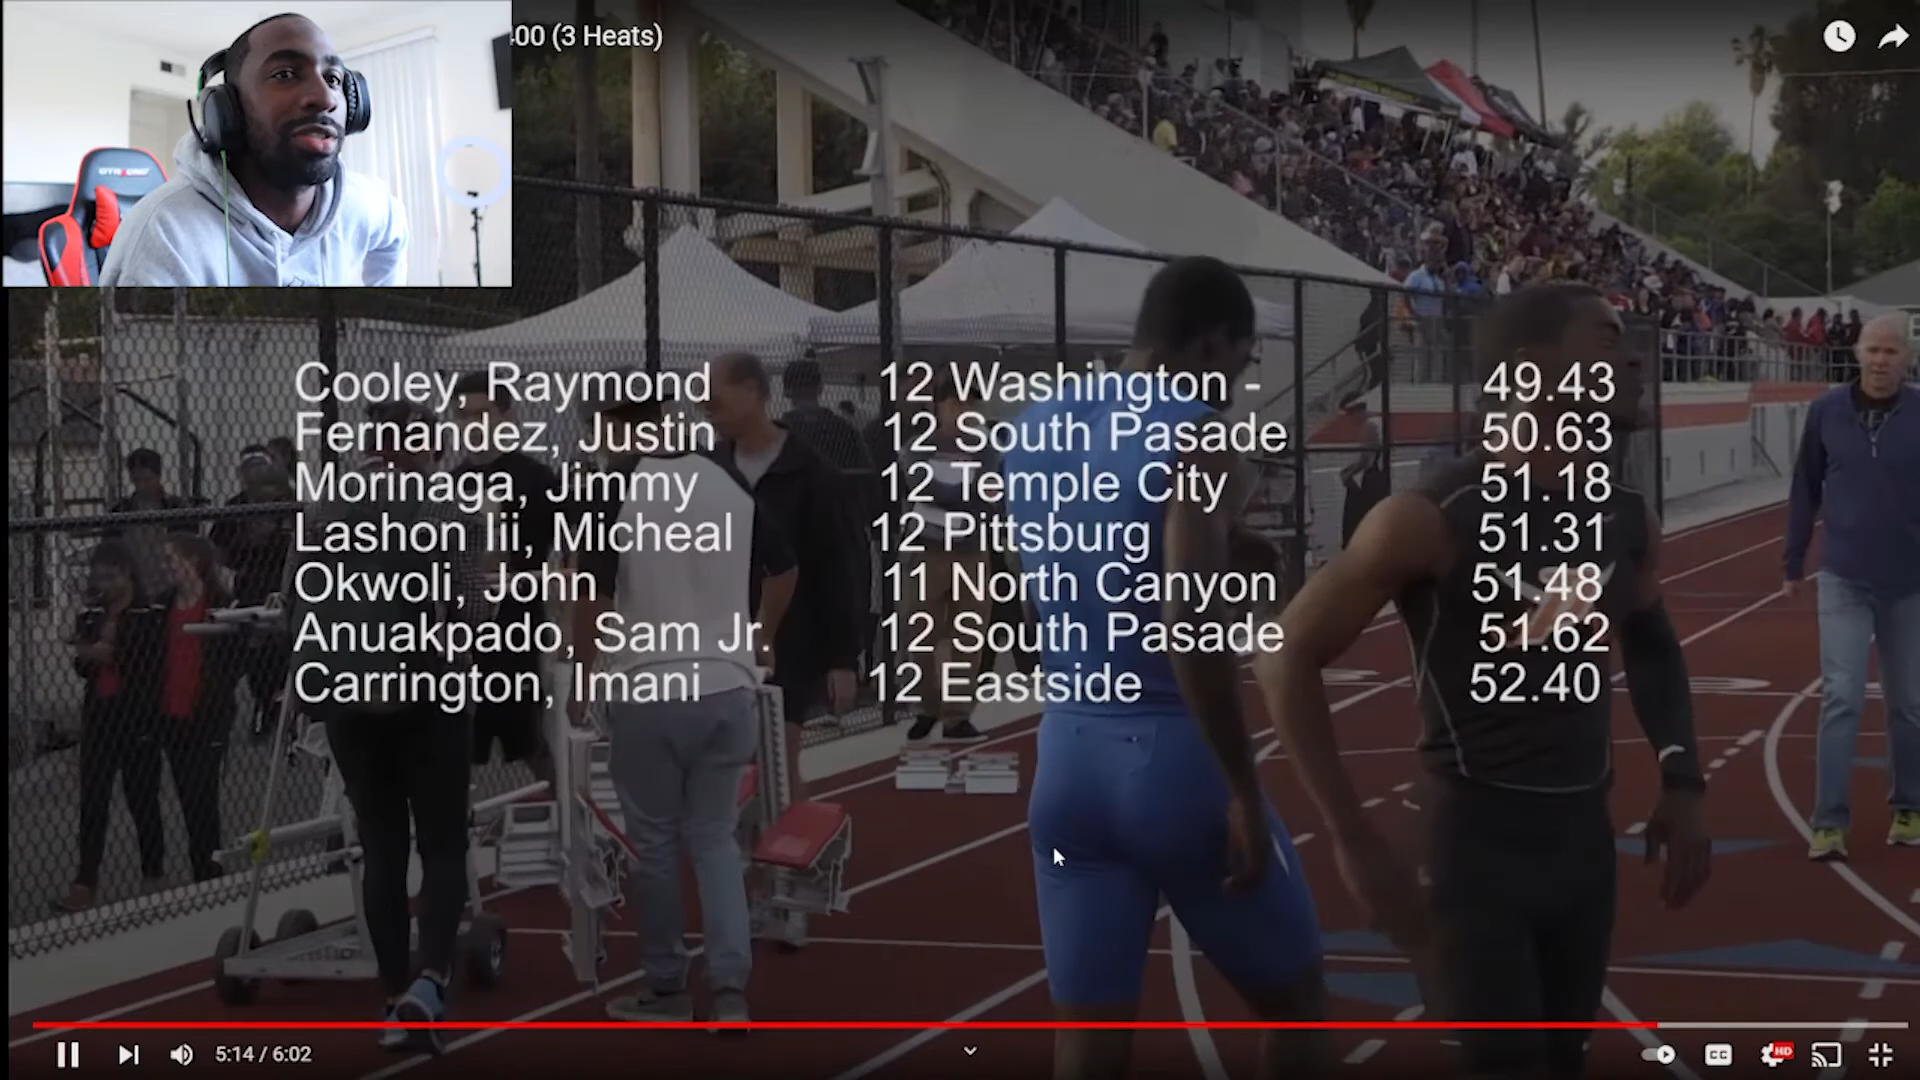 400 (3 Heats)
Cooley, Raymond 12 Washington - 49.43
Fernandez, Justin 12 South Pasade 50.63
Morinaga, Jimmy 12 Temple City 51.18
Lashon Iii, Micheal 12 Pittsburg 51.31
Okwoli, John 11 North Canyon 51.48
Anuakpado, Sam Jr. 12 South Pasade 51.62
Carrington, Imani 12 Eastside 52.40
5:14 / 6:02
CC
HD